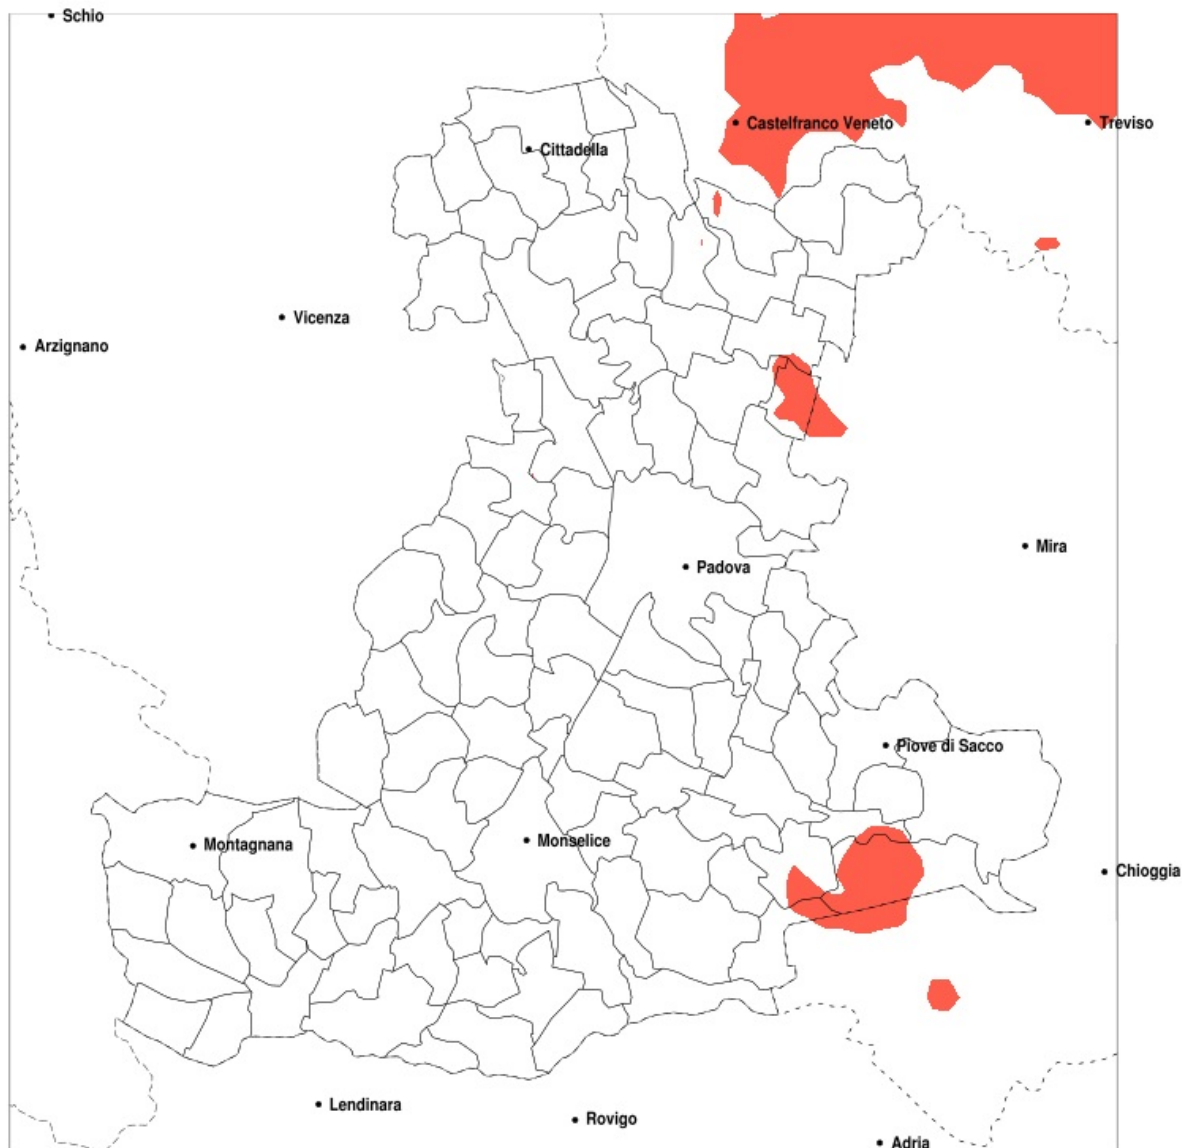 Schio
Castelfranco Veneto
Treviso
Cittadella
Vicenza
Arzignano
Mira
Padova
Piove di Sacco
Montagnana
Monselice
Chioggia
Lendinara
Rovigo
Adria